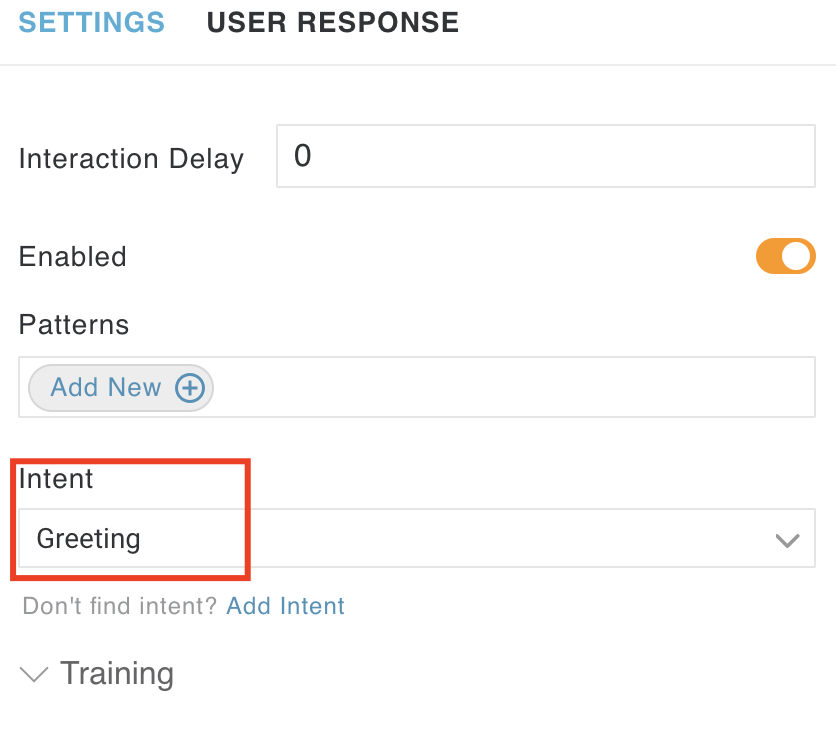 SETTINGS USER RESPONSE
Interaction Delay 0
Enabled
Patterns
Add New
Intent
Greeting
Don't find intent? Add Intent
Training